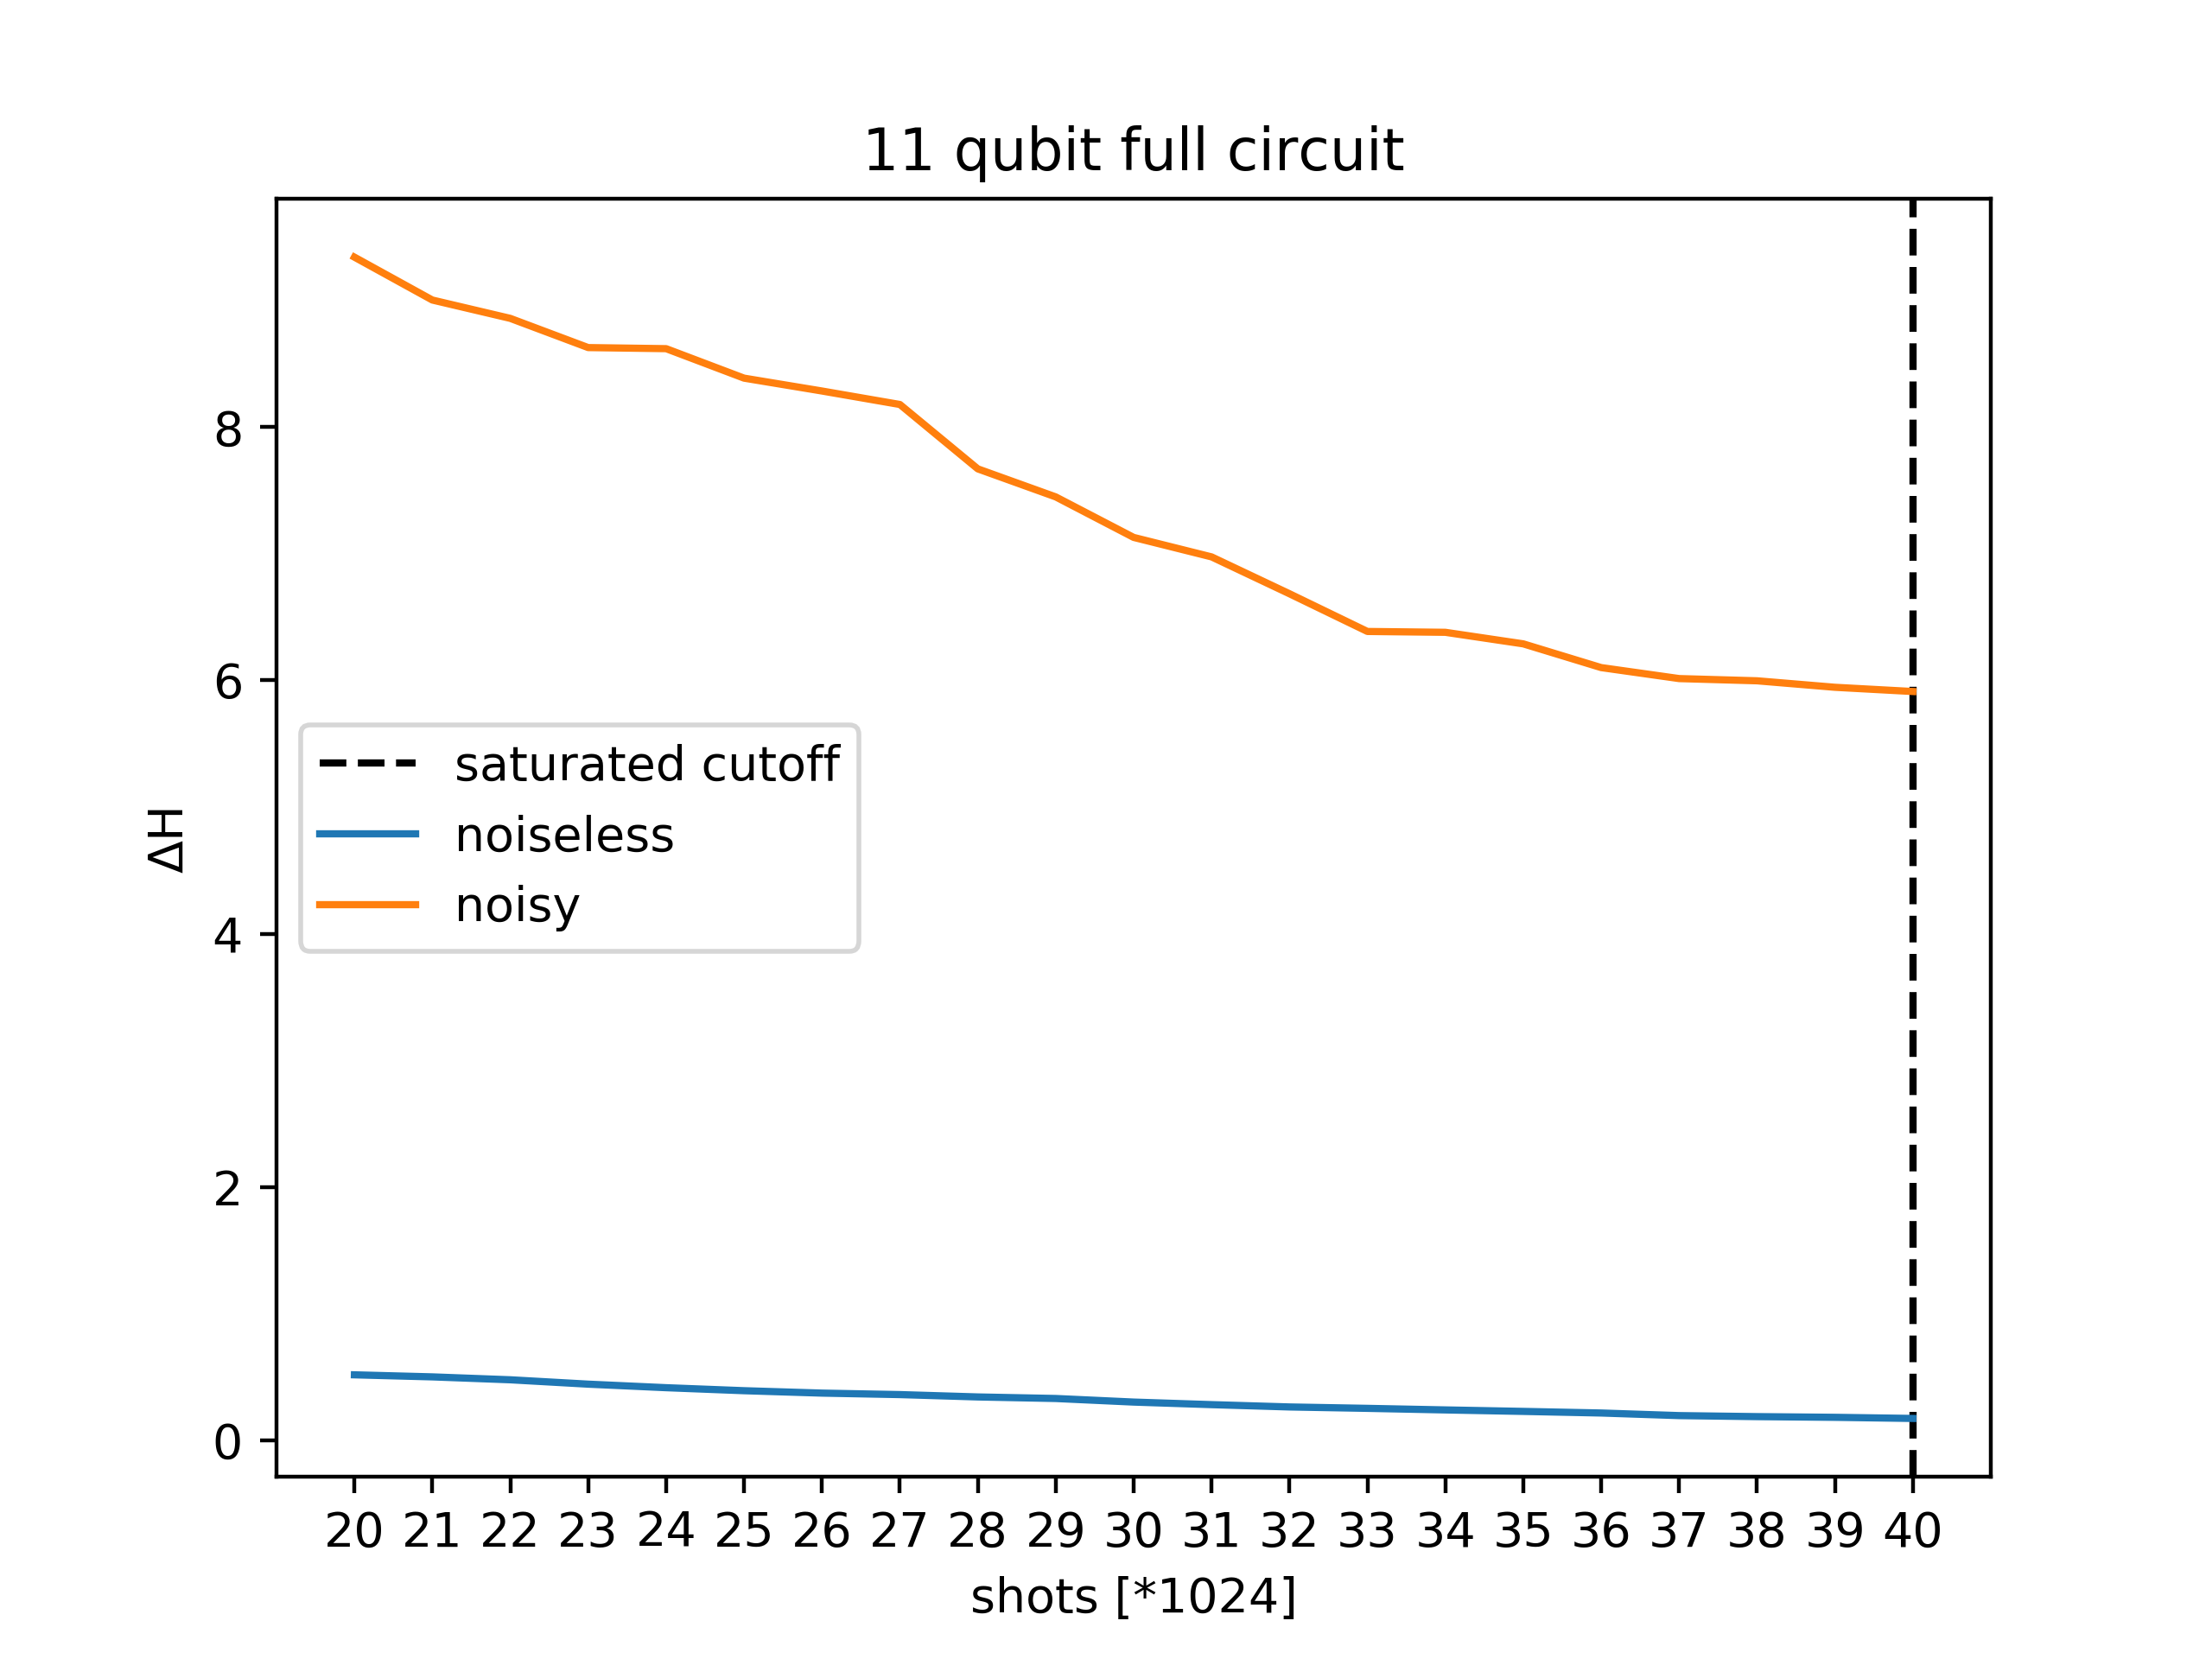 11 qubit full circuit
8
6
4
2
0
ΔH
saturated cutoff
noiseless
noisy
20 21 22 23 24 25 26 27 28 29 30 31 32 33 34 35 36 37 38 39 40
shots [*1024]